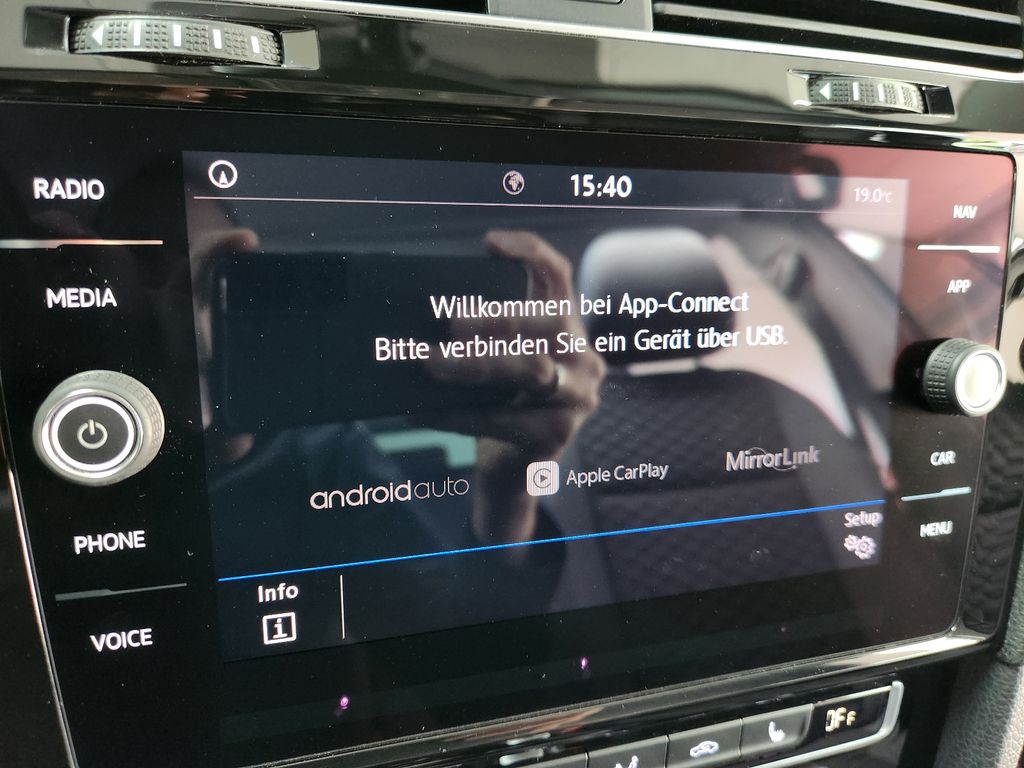 15:40
19.0°C
RADIO
MEDIA
PHONE
VOICE
Willkommen bei App-Connect
Bitte verbinden Sie ein Gerät über USB.
androidauto
Apple CarPlay
MirrorLink
Setup
Info
i
NAV
APP
CAR
MENU
OFF